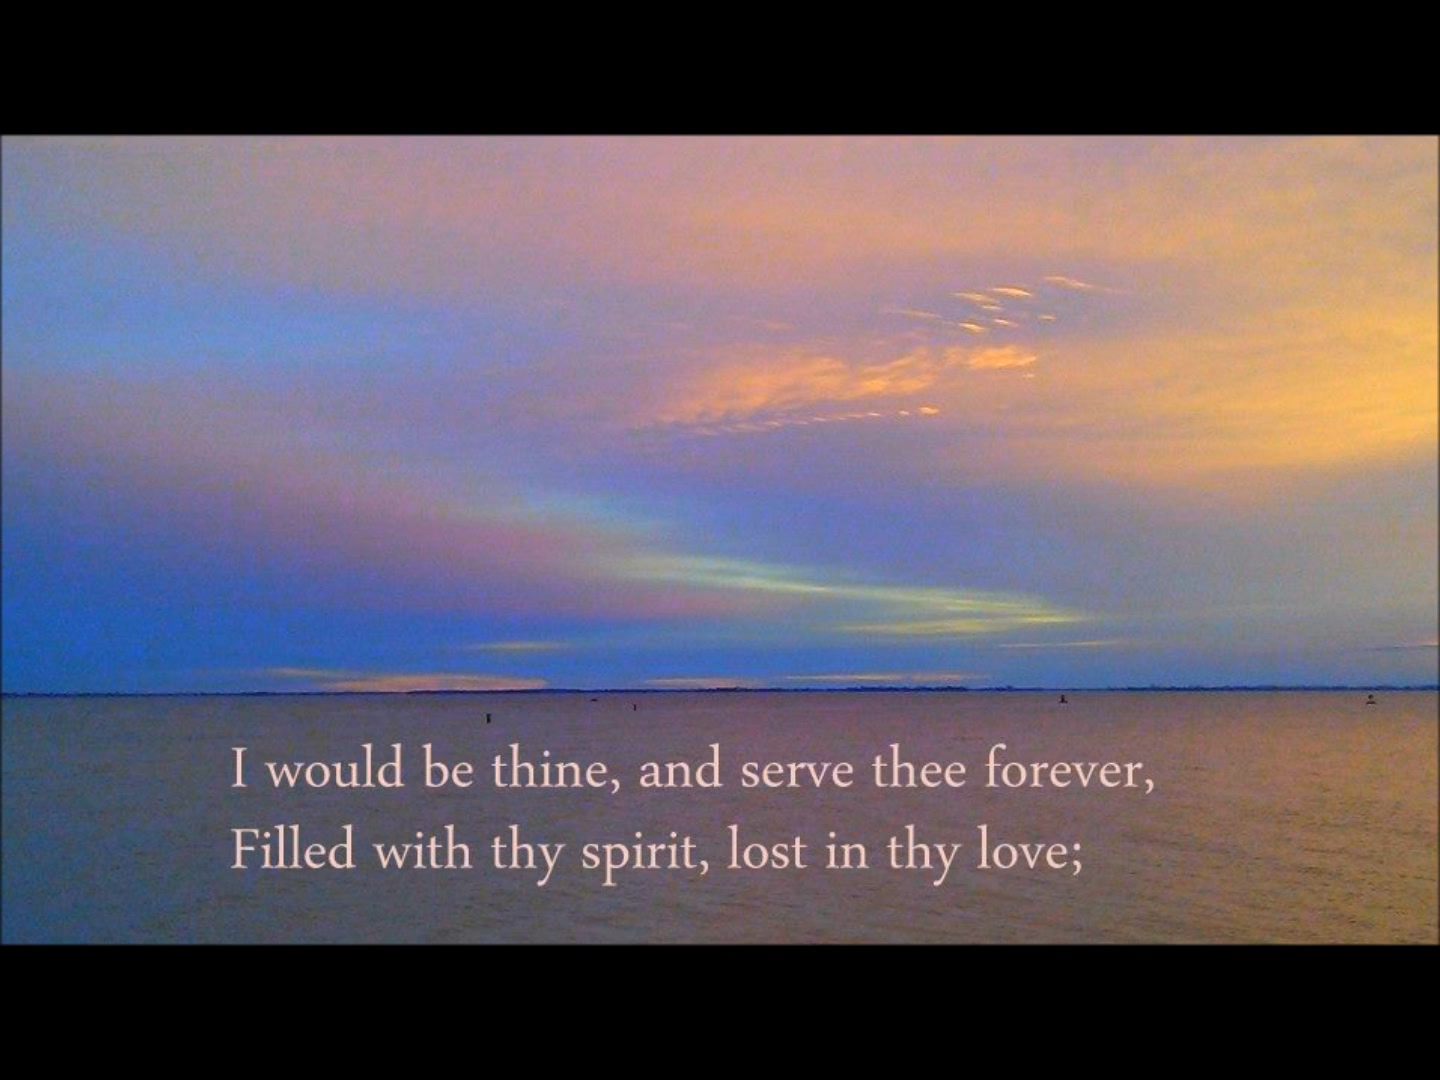 I would be thine, and serve thee forever,
Filled with thy spirit, lost in thy love;